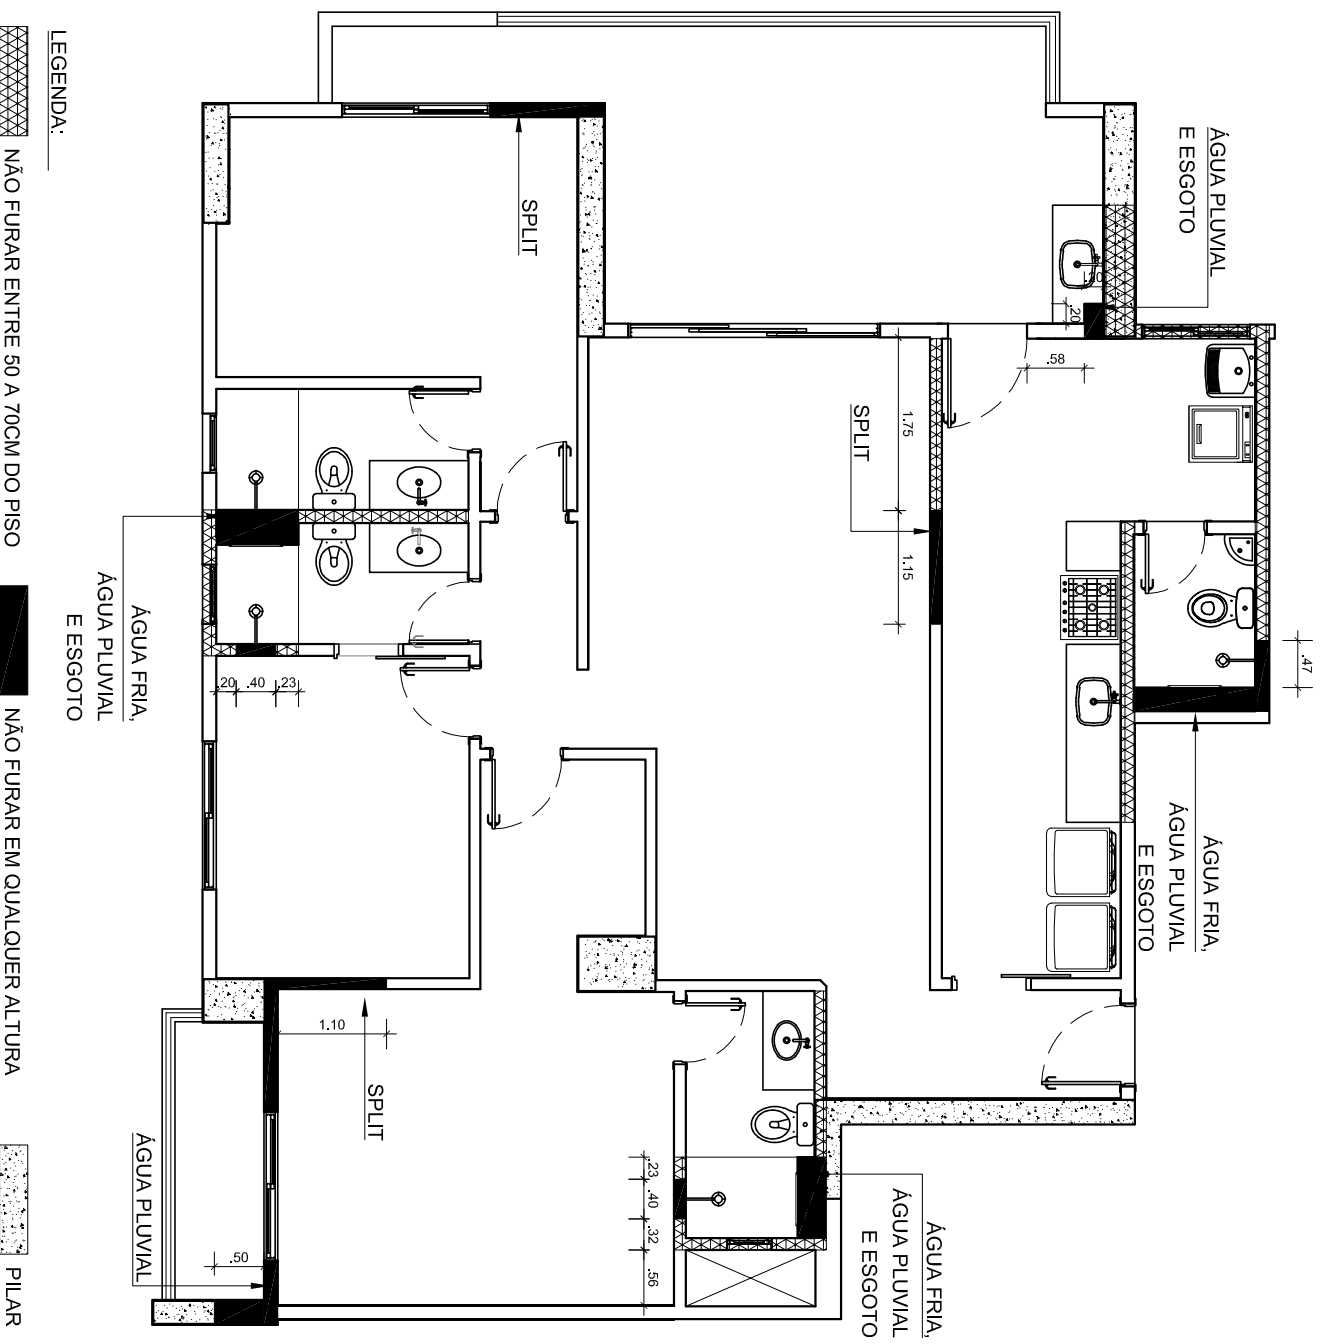 LEGENDA:
NÃO FURAR ENTRE 50 A 70CM DO PISO
NÃO FURAR EM QUALQUER ALTURA
PILAR
ÁGUA PLUVIAL
E ESGOTO
SPLIT
.20
.20
.58
1.75
SPLIT
1.15
.47
ÁGUA FRIA,
ÁGUA PLUVIAL
E ESGOTO
ÁGUA FRIA,
ÁGUA PLUVIAL
E ESGOTO
.20
.40
.23
1.10
SPLIT
ÁGUA PLUVIAL
.50
.23
.40
.32
.56
ÁGUA FRIA,
ÁGUA PLUVIAL
E ESGOTO